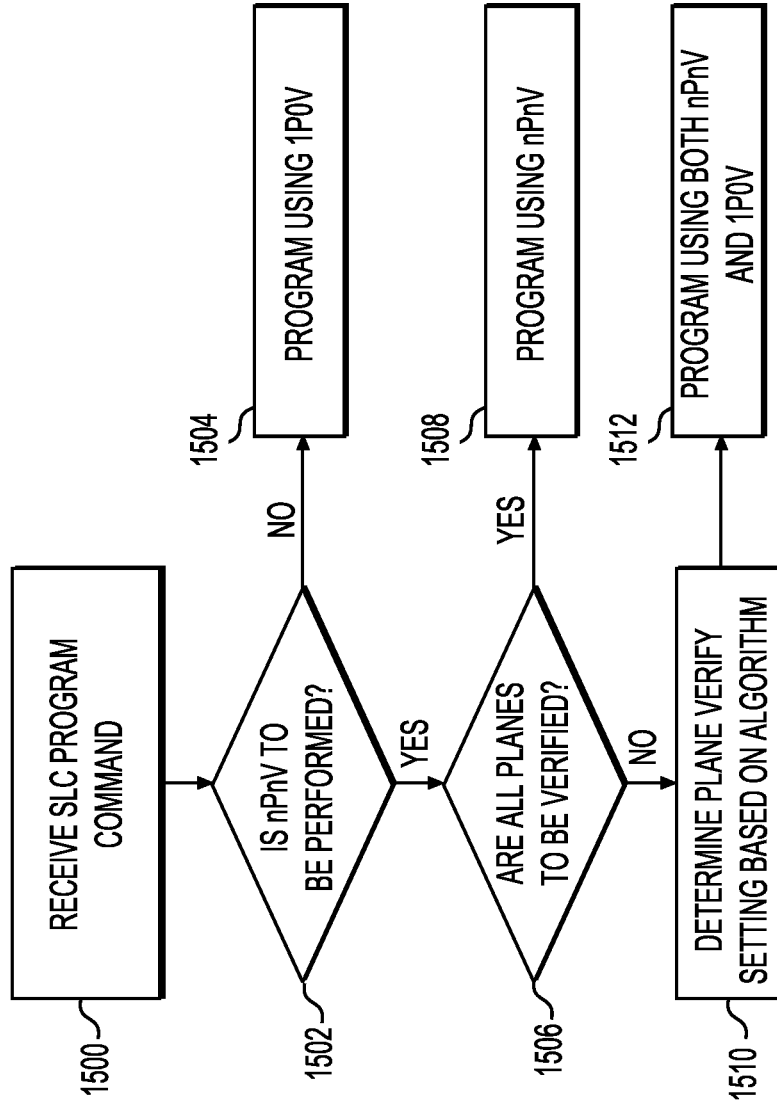 1500
RECEIVE SLC PROGRAM
COMMAND
1502
IS nPnV TO
BE PERFORMED?
NO
1504
PROGRAM USING 1P0V
YES
1506
ARE ALL PLANES
TO BE VERIFIED?
YES
1508
PROGRAM USING nPnV
NO
1510
DETERMINE PLANE VERIFY
SETTING BASED ON ALGORITHM
1512
PROGRAM USING BOTH nPnV
AND 1P0V